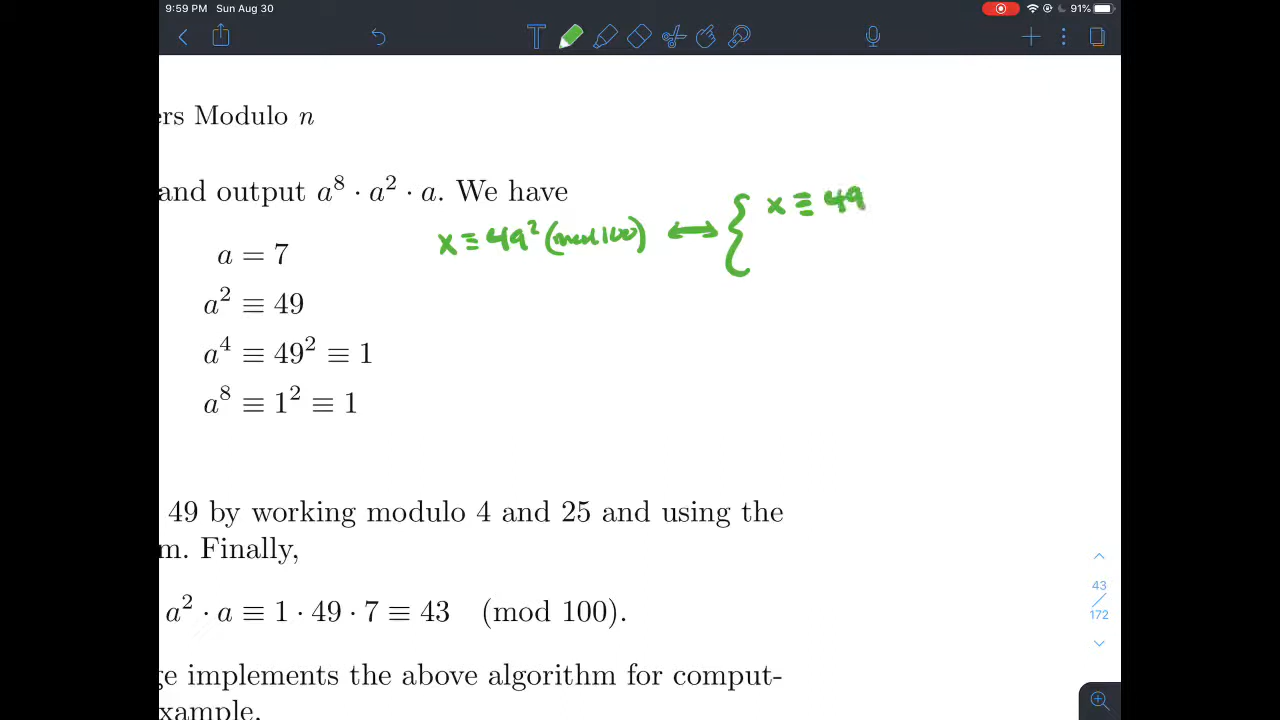 9:59 PM Sun Aug 30 91%
T
ers Modulo n
and output a⁸ · a² · a. We have
x ≡ 49² (mod 100) ↔ { x ≡ 49
a = 7
a² ≡ 49
a⁴ ≡ 49² ≡ 1
a⁸ ≡ 1² ≡ 1
49 by working modulo 4 and 25 and using the
m. Finally,
a² · a ≡ 1 · 49 · 7 ≡ 43 (mod 100).
ge implements the above algorithm for comput-
xample.
43
/
172